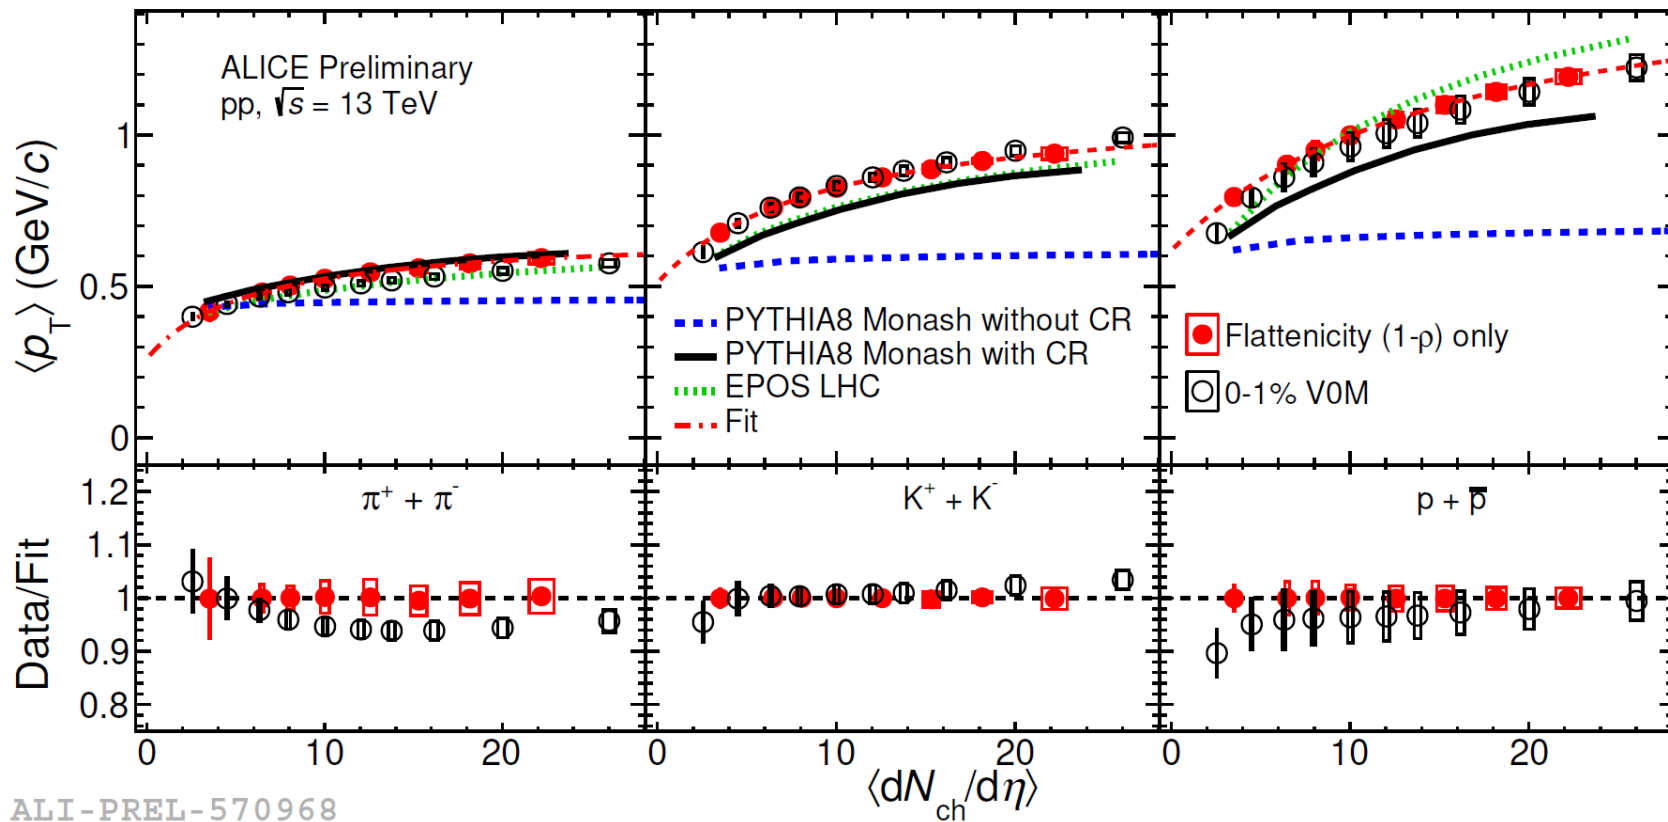 ALICE Preliminary
pp, √s = 13 TeV
⟨p_T⟩ (GeV/c)
1
0.5
0
PYTHIA8 Monash without CR
PYTHIA8 Monash with CR
EPOS LHC
Fit
Flattenicity (1-ρ) only
0-1% V0M
Data/Fit
1.2
1.1
1
0.9
0.8
π⁺ + π⁻
K⁺ + K⁻
p + p̅
0 10 20 0 10 20 0 10 20
⟨dN_ch/dη⟩
ALI-PREL-570968